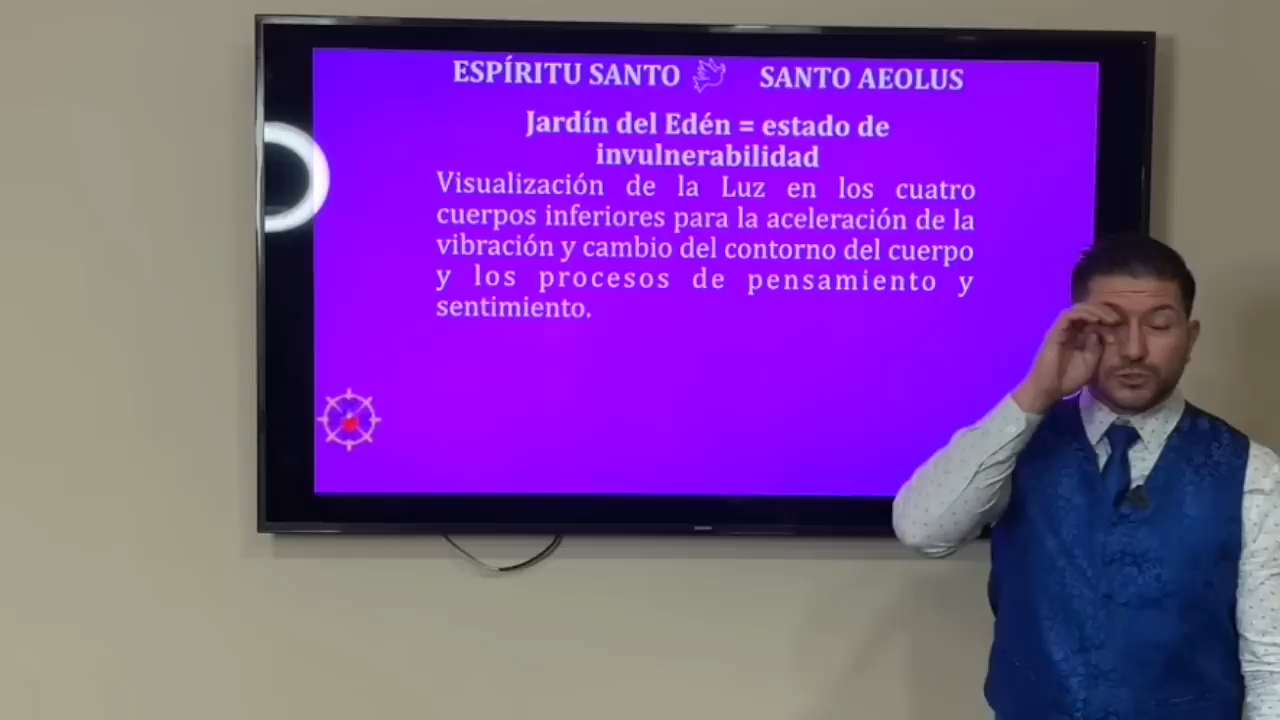 ESPÍRITU SANTO SANTO AEOLUS
Jardín del Edén = estado de
invulnerabilidad
Visualización de la Luz en los cuatro
cuerpos inferiores para la aceleración de la
vibración y cambio del contorno del cuerpo
y los procesos de pensamiento y
sentimiento.